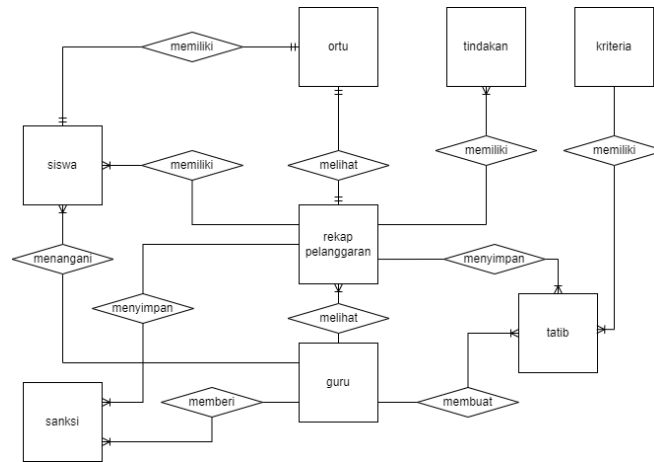 memiliki
ortu
tindakan
kriteria
siswa
memiliki
melihat
memiliki
memiliki
rekap
pelanggaran
menangani
menyimpan
menyimpan
melihat
tatib
guru
memberi
membuat
sanksi